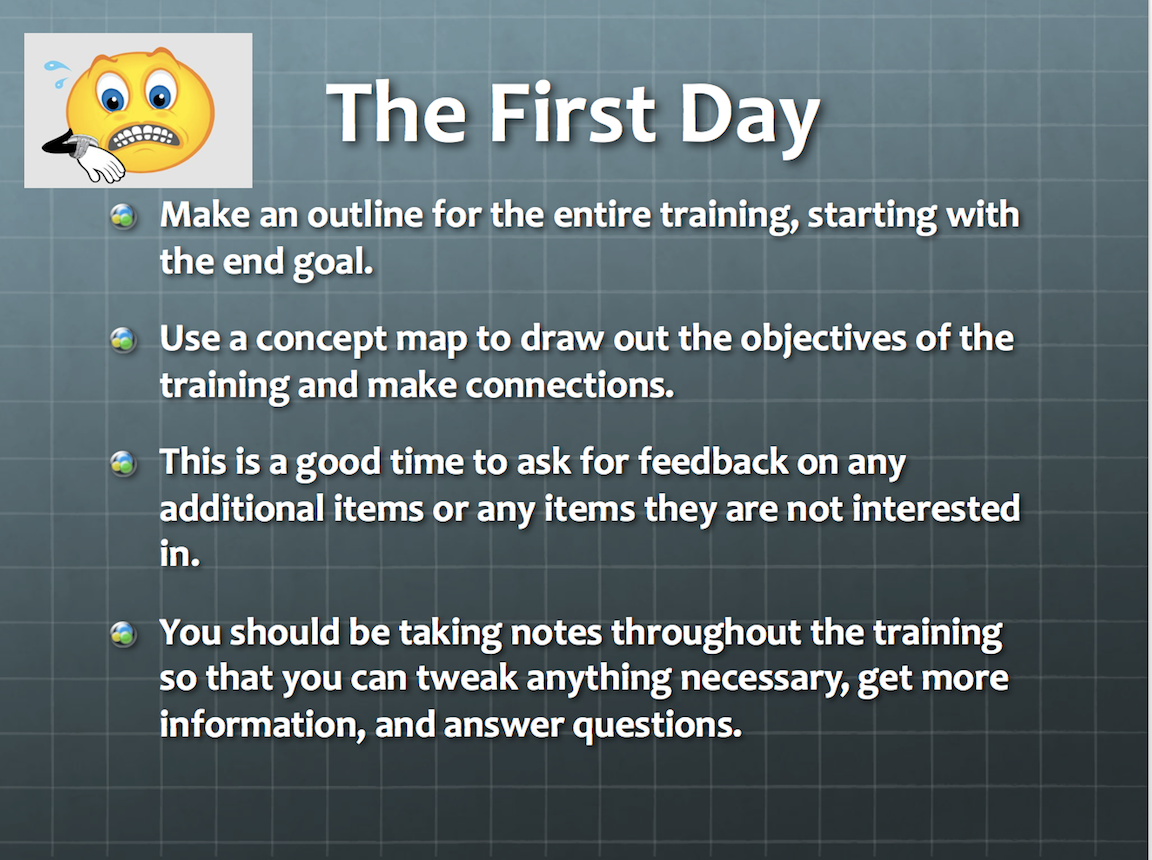 The First Day
Make an outline for the entire training, starting with
the end goal.
Use a concept map to draw out the objectives of the
training and make connections.
This is a good time to ask for feedback on any
additional items or any items they are not interested
in.
You should be taking notes throughout the training
so that you can tweak anything necessary, get more
information, and answer questions.